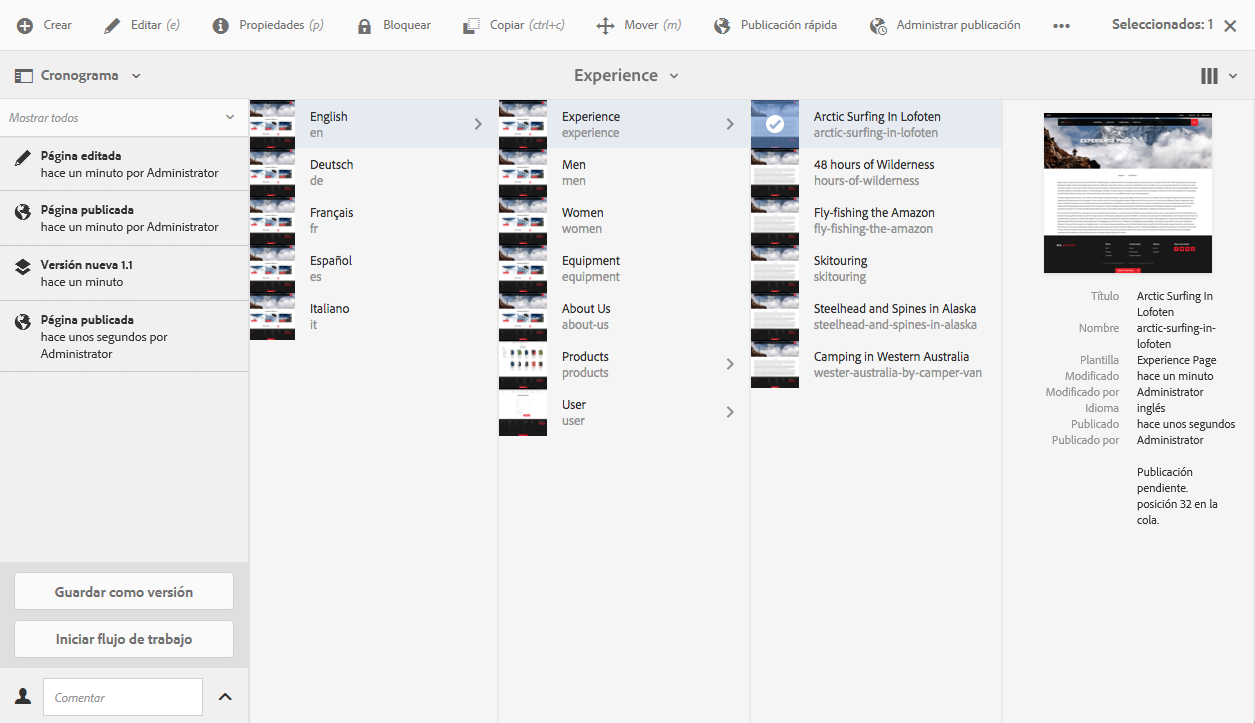 Crear
Editar (e)
Propiedades (p)
Bloquear
Copiar (ctrl+c)
Mover (m)
Publicación rápida
Administrar publicación
Seleccionados: 1
Cronograma
Experience
Mostrar todos
Página editada
hace un minuto por Administrator
Página publicada
hace un minuto por Administrator
Versión nueva 1.1
hace un minuto
Página publicada
hace unos segundos por
Administrator
Guardar como versión
Iniciar flujo de trabajo
Comentar
English
en
Deutsch
de
Français
fr
Español
es
Italiano
it
Experience
experience
Men
men
Women
women
Equipment
equipment
About Us
about-us
Products
products
User
user
Arctic Surfing In Lofoten
arctic-surfing-in-lofoten
48 hours of Wilderness
hours-of-wilderness
Fly-fishing the Amazon
fly-fishing-the-amazon
Skitouring
skitouring
Steelhead and Spines in Alaska
steelhead-and-spines-in-alaska
Camping in Western Australia
wester-australia-by-camper-van
EXPERIENCE PAGE
Título Arctic Surfing In
Lofoten
Nombre arctic-surfing-in-
lofoten
Plantilla Experience Page
Modificado hace un minuto
Modificado por Administrator
Idioma inglés
Publicado hace unos segundos
Publicado por Administrator
Publicación
pendiente.
posición 32 en la
cola.